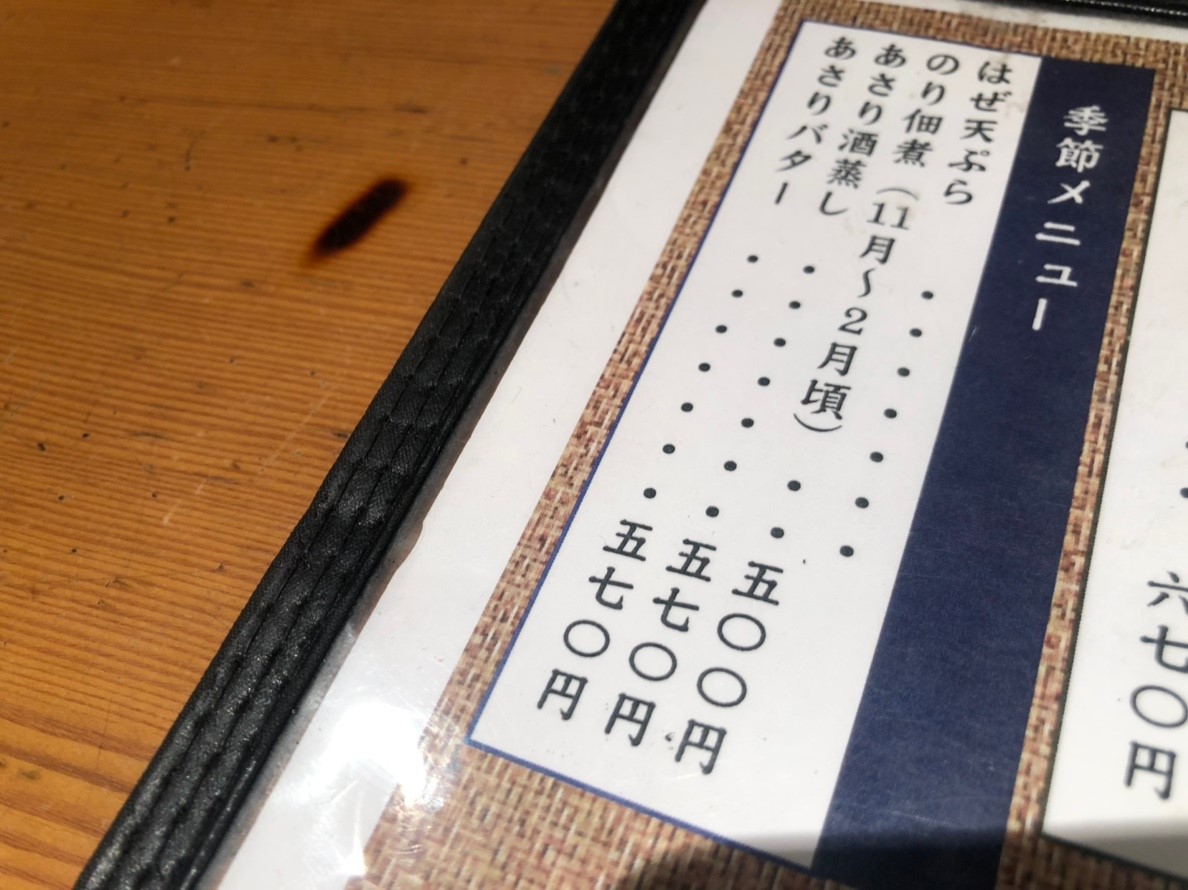 六七〇円
季節メニュー
はぜ天ぷら・・・・・・・
のり佃煮（11月～2月頃）・・五〇〇円
あさり酒蒸し・・・・・・・五七〇円
あさりバター・・・・・・・五七〇円